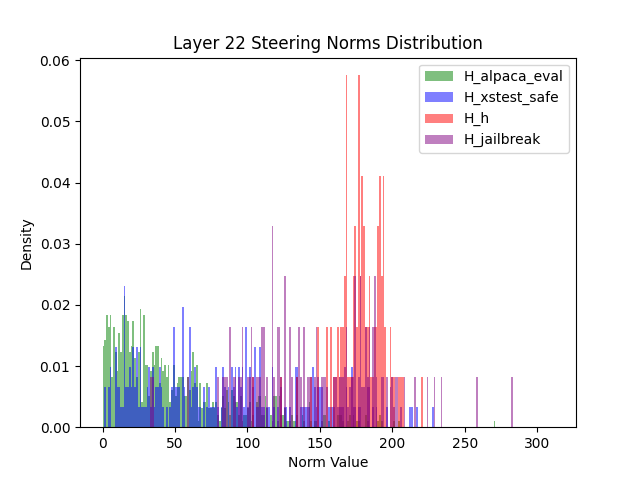 Layer 22 Steering Norms Distribution
H_alpaca_eval
H_xstest_safe
H_h
H_jailbreak
0.06
0.05
0.04
0.03
0.02
0.01
0.00
Density
0
50
100
150
200
250
300
Norm Value